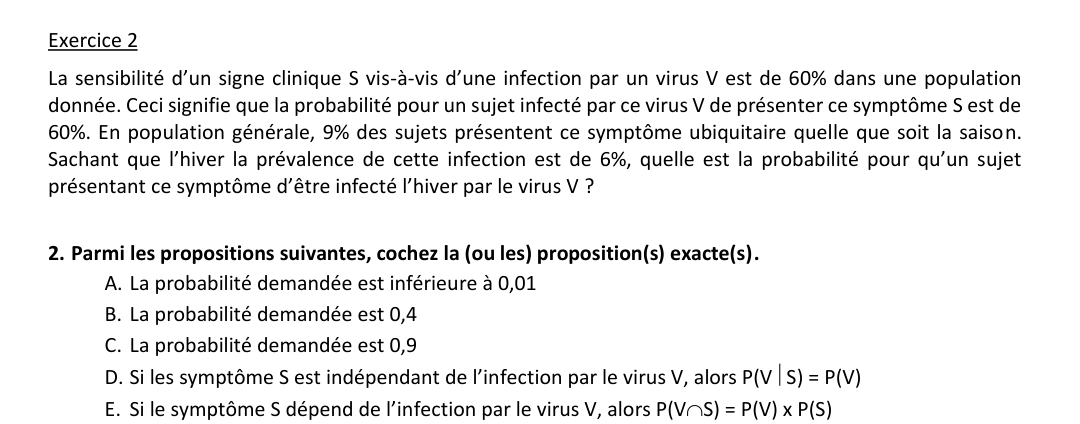 Exercice 2
La sensibilité d'un signe clinique S vis-à-vis d'une infection par un virus V est de 60% dans une population
donnée. Ceci signifie que la probabilité pour un sujet infecté par ce virus V de présenter ce symptôme S est de
60%. En population générale, 9% des sujets présentent ce symptôme ubiquitaire quelle que soit la saison.
Sachant que l'hiver la prévalence de cette infection est de 6%, quelle est la probabilité pour qu'un sujet
présentant ce symptôme d'être infecté l'hiver par le virus V ?
2. Parmi les propositions suivantes, cochez la (ou les) proposition(s) exacte(s).
A. La probabilité demandée est inférieure à 0,01
B. La probabilité demandée est 0,4
C. La probabilité demandée est 0,9
D. Si les symptôme S est indépendant de l'infection par le virus V, alors P(V│S) = P(V)
E. Si le symptôme S dépend de l'infection par le virus V, alors P(V∩S) = P(V) x P(S)